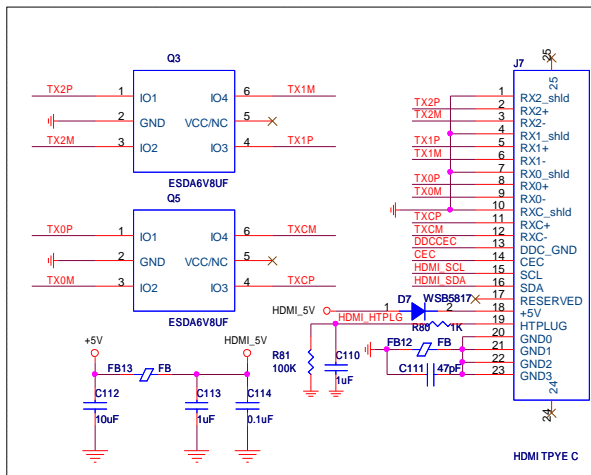 Q3
TX2P 1 IO1 IO4 6 TX1M
2 GND VCC/NC 5
TX2M 3 IO2 IO3 4 TX1P
ESDA6V8UF
Q5
TX0P 1 IO1 IO4 6 TXCM
2 GND VCC/NC 5
TX0M 3 IO2 IO3 4 TXCP
ESDA6V8UF
+5V
HDMI_5V
FB13 FB
C112
10uF
C113
1uF
C114
0.1uF
J7
25
25
1 RX2_shld
TX2P 2 RX2+
TX2M 3 RX2-
4 RX1_shld
TX1P 5 RX1+
TX1M 6 RX1-
7 RX0_shld
TX0P 8 RX0+
TX0M 9 RX0-
10 RXC_shld
TXCP 11 RXC+
TXCM 12 RXC-
DDCCEC 13 DDC_GND
CEC 14 CEC
HDMI_SCL 15 SCL
HDMI_SDA 16 SDA
17 RESERVED
HDMI_5V 1 D7 WSB5817 2 18 +5V
HDMI_HTPLG R80 1K 19 HTPLUG
20 GND0
FB12 FB 21 GND1
22 GND2
C111 47pF 23 GND3
R81
100K
C110
1uF
24
24
HDMI TPYE C